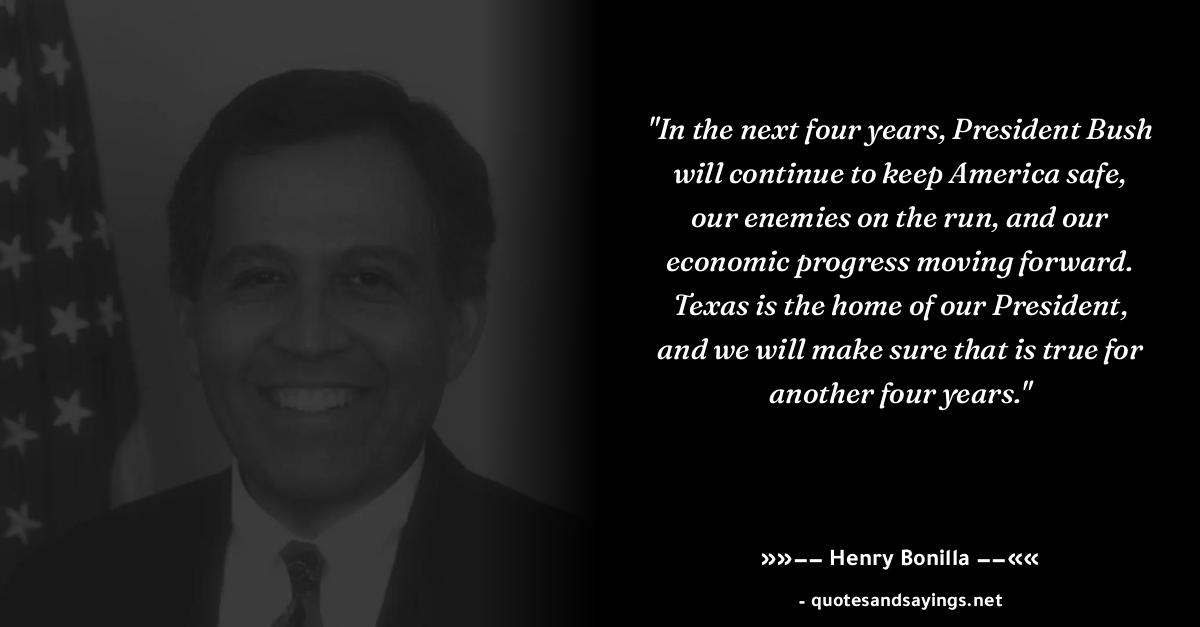 "In the next four years, President Bush
will continue to keep America safe,
our enemies on the run, and our
economic progress moving forward.
Texas is the home of our President,
and we will make sure that is true for
another four years."
»»–– Henry Bonilla ––««
- quotesandsayings.net